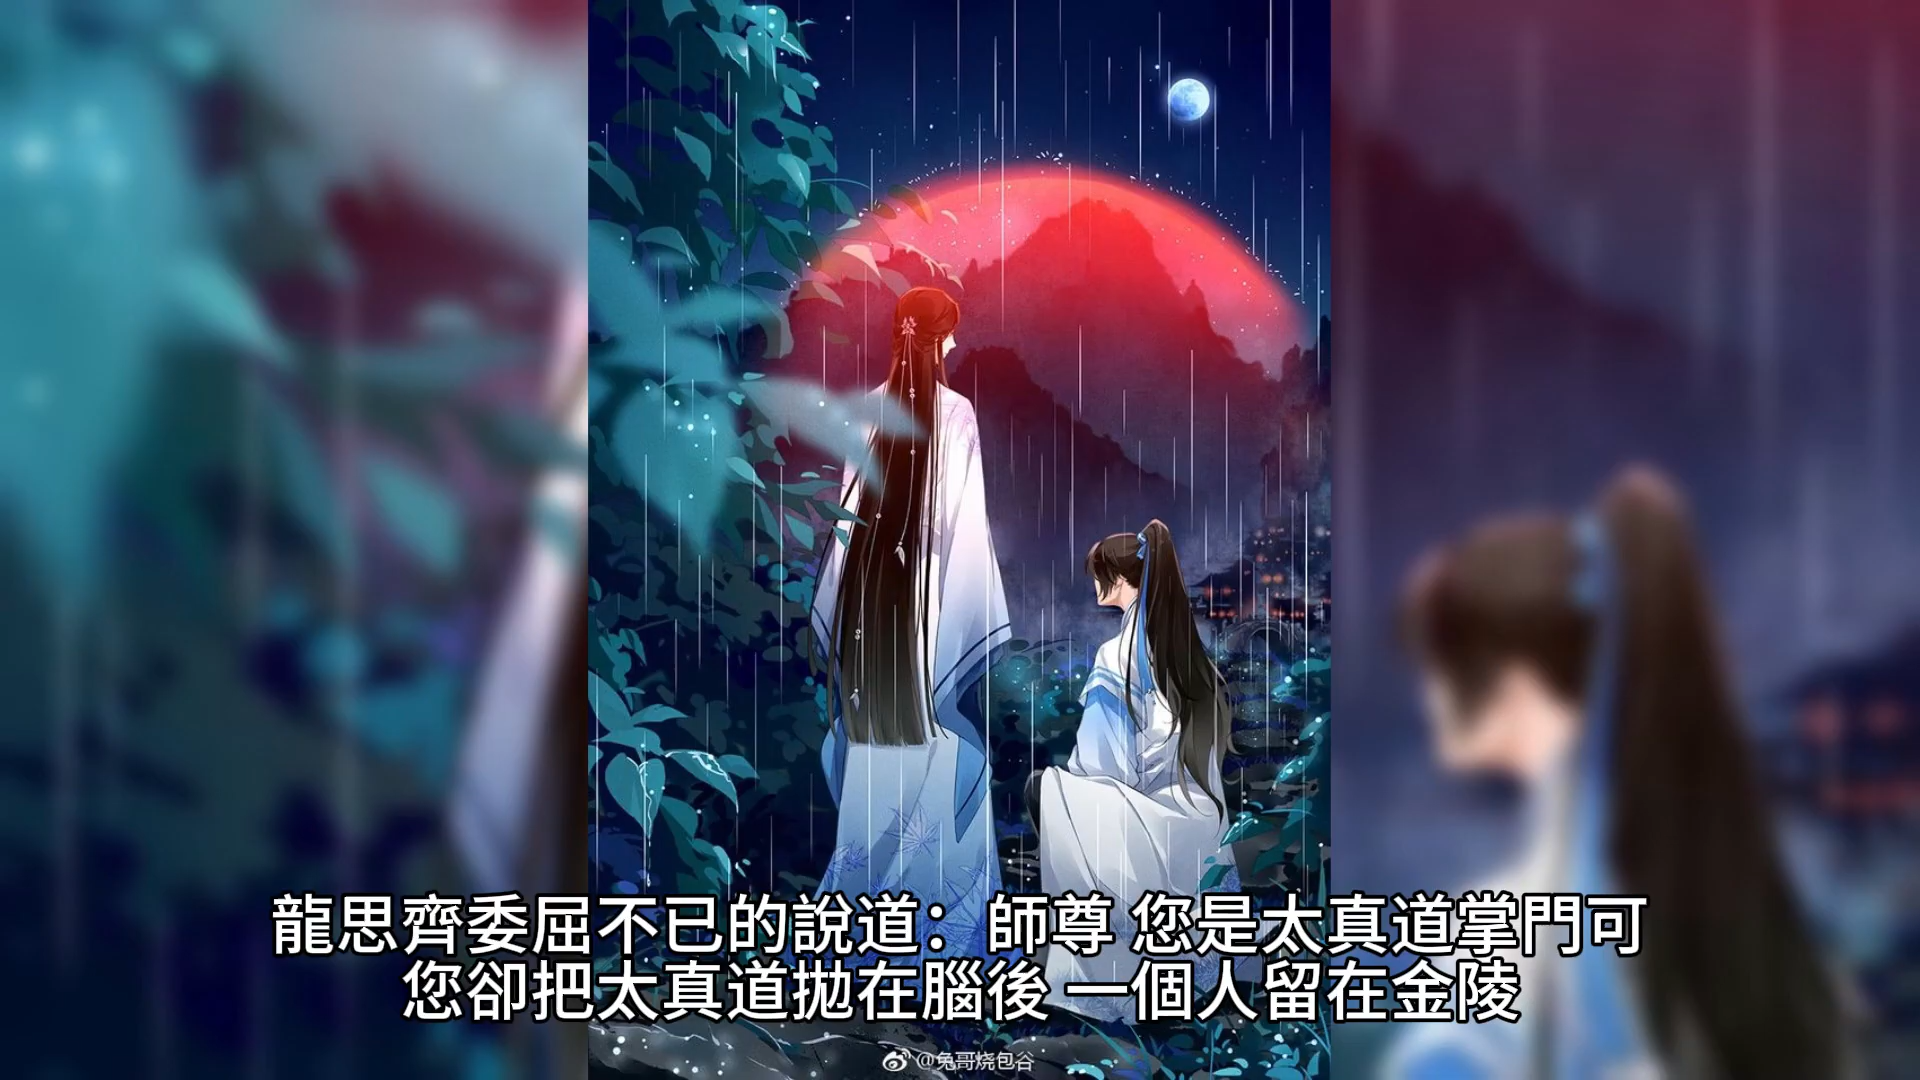 龍思齊委屈不已的說道：師尊 您是太真道掌門可
您卻把太真道拋在腦後 一個人留在金陵
@兔哥烧包谷